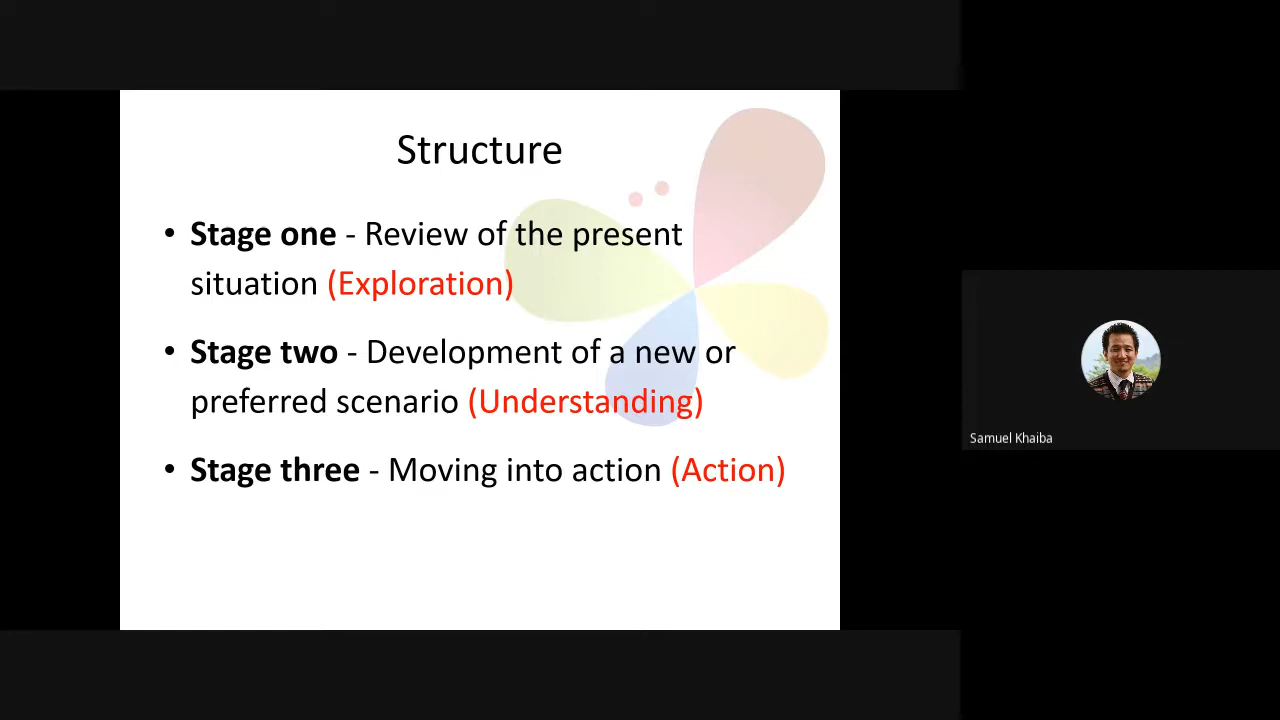 Structure
• Stage one - Review of the present
situation (Exploration)
• Stage two - Development of a new or
preferred scenario (Understanding)
• Stage three - Moving into action (Action)
Samuel Khaiba